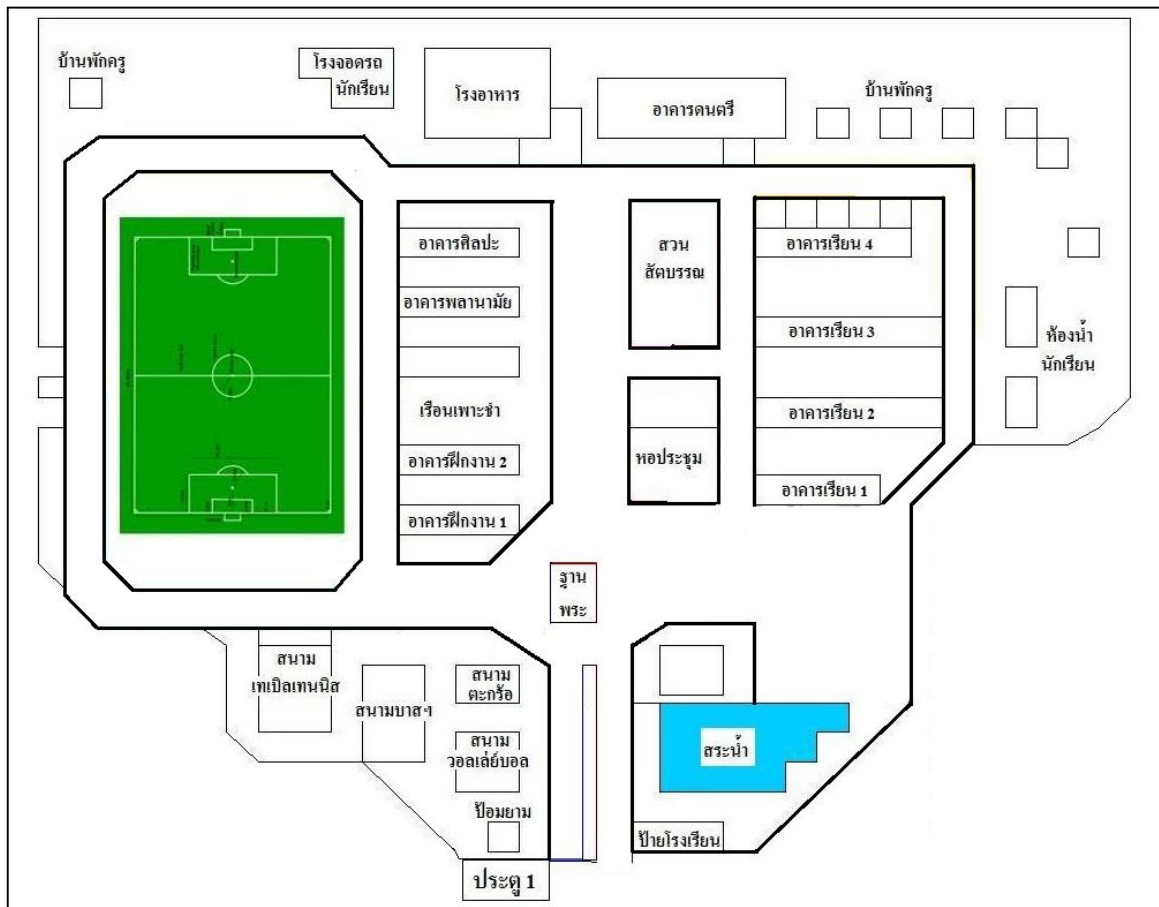 บ้านพักครู
โรงจอดรถ
นักเรียน
โรงอาหาร
อาคารดนตรี
บ้านพักครู
อาคารศิลปะ
สวน
สัตบรรณ
อาคารเรียน 4
อาคารพลานามัย
อาคารเรียน 3
ห้องน้ำ
นักเรียน
เรือนเพาะชำ
อาคารเรียน 2
อาคารฝึกงาน 2
หอประชุม
อาคารเรียน 1
อาคารฝึกงาน 1
ฐาน
พระ
สนาม
เทเบิลเทนนิส
สนามบาสฯ
สนาม
ตะกร้อ
สนาม
วอลเล่ย์บอล
สระน้ำ
ป้อมยาม
ป้ายโรงเรียน
ประตู 1